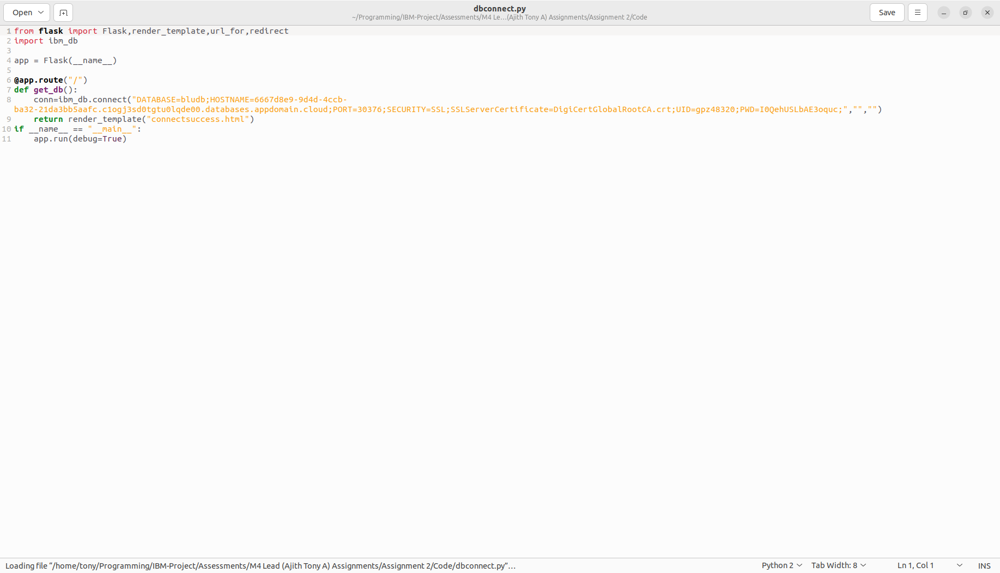 Open
dbconnect.py
~/Programming/IBM-Project/Assessments/M4 Le…(Ajith Tony A) Assignments/Assignment 2/Code
Save
1 from flask import Flask,render_template,url_for,redirect
2 import ibm_db
3
4 app = Flask(__name__)
5
6 @app.route("/")
7 def get_db():
8     conn=ibm_db.connect("DATABASE=bludb;HOSTNAME=6667d8e9-9d4d-4ccb-
ba32-21da3bb5aafc.c1ogj3sd0tgtu0lqde00.databases.appdomain.cloud;PORT=30376;SECURITY=SSL;SSLServerCertificate=DigiCertGlobalRootCA.crt;UID=gpz48320;PWD=I0QehUSLbAE3oquc;","","")
9     return render_template("connectsuccess.html")
10 if __name__ == "__main__":
11     app.run(debug=True)
Loading file “/home/tony/Programming/IBM-Project/Assessments/M4 Lead (Ajith Tony A) Assignments/Assignment 2/Code/dbconnect.py”…
Python 2
Tab Width: 8
Ln 1, Col 1
INS